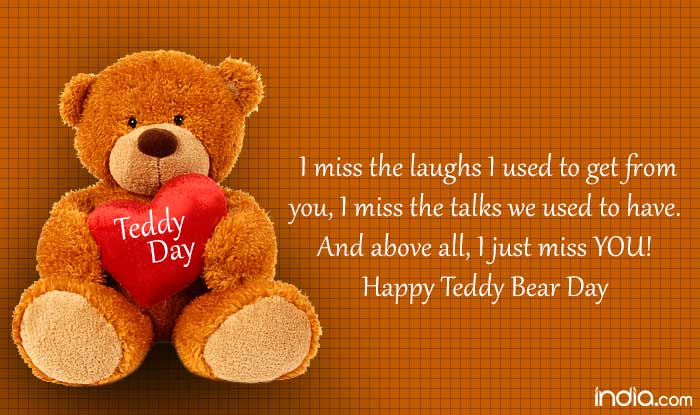 Teddy
Day
I miss the laughs I used to get from
you, I miss the talks we used to have.
And above all, I just miss YOU!
Happy Teddy Bear Day
india.com